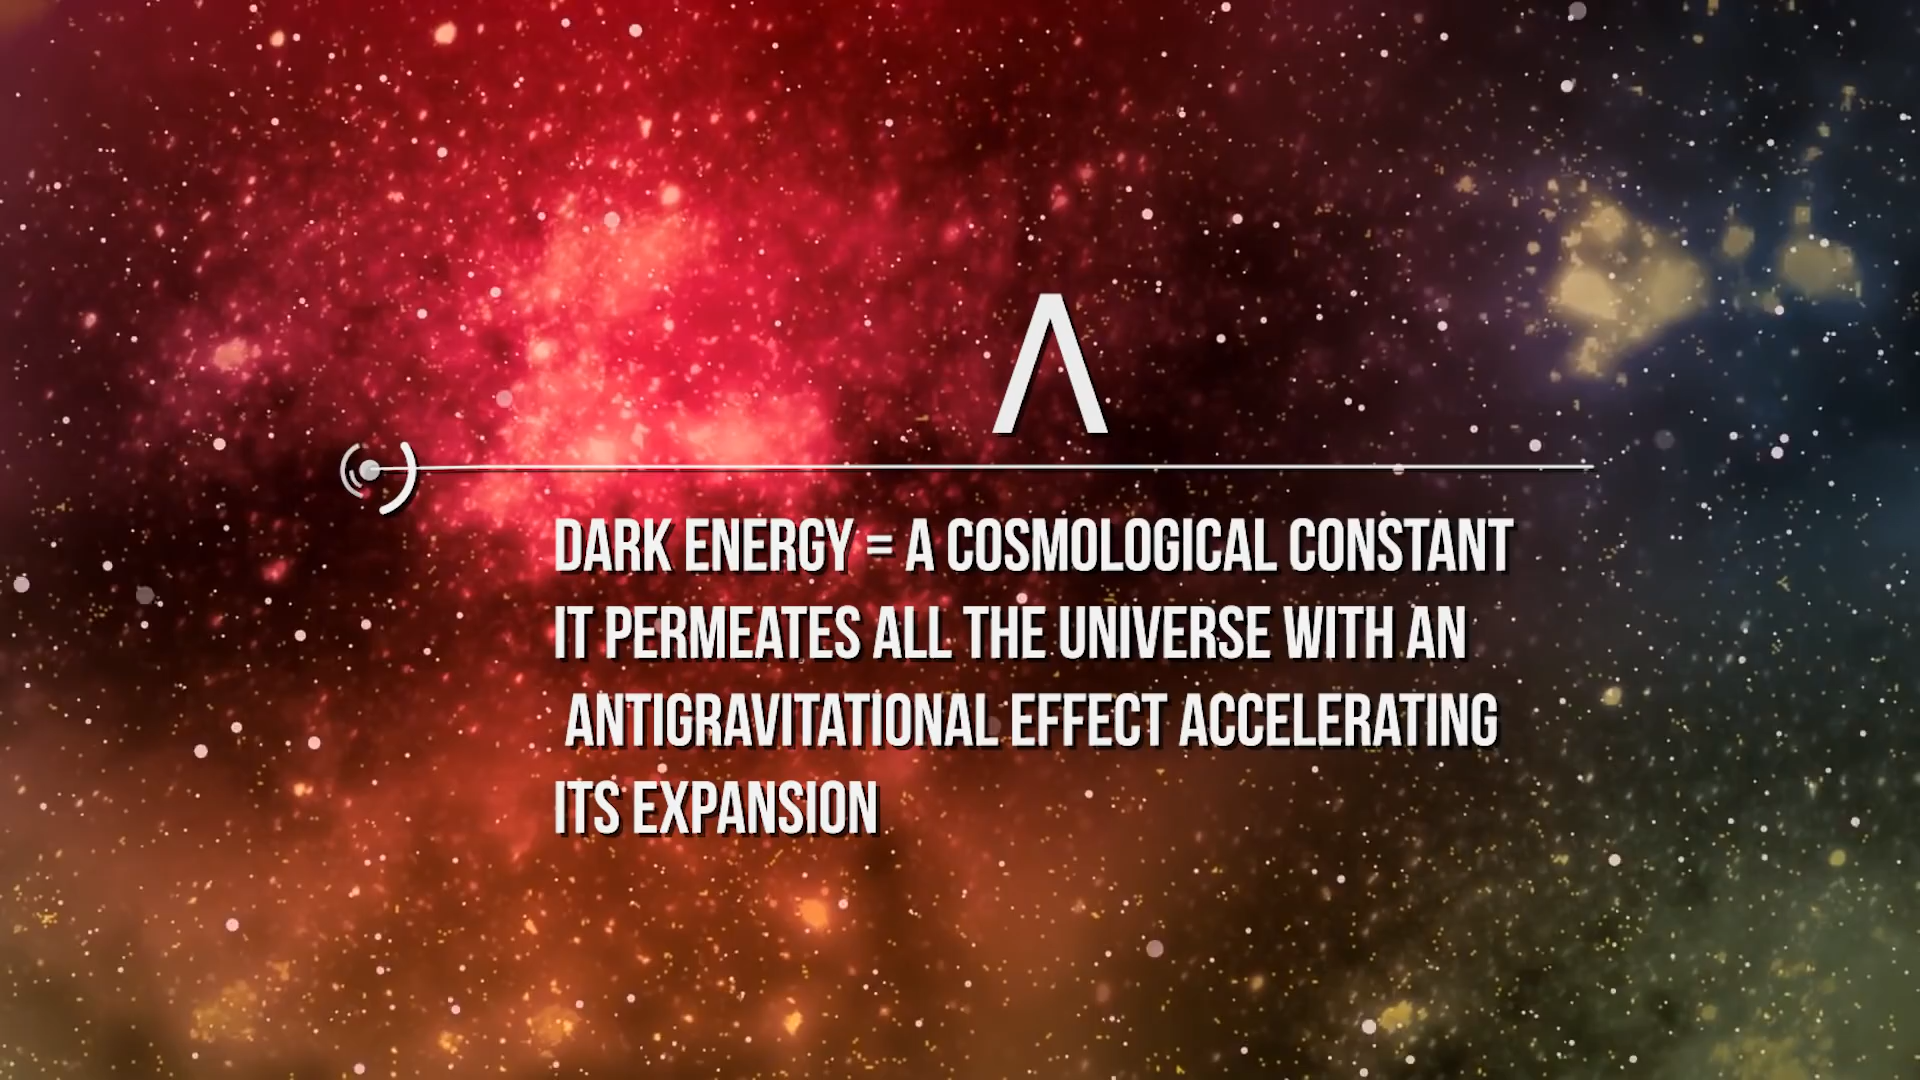 Λ
DARK ENERGY = A COSMOLOGICAL CONSTANT
IT PERMEATES ALL THE UNIVERSE WITH AN
ANTIGRAVITATIONAL EFFECT ACCELERATING
ITS EXPANSION